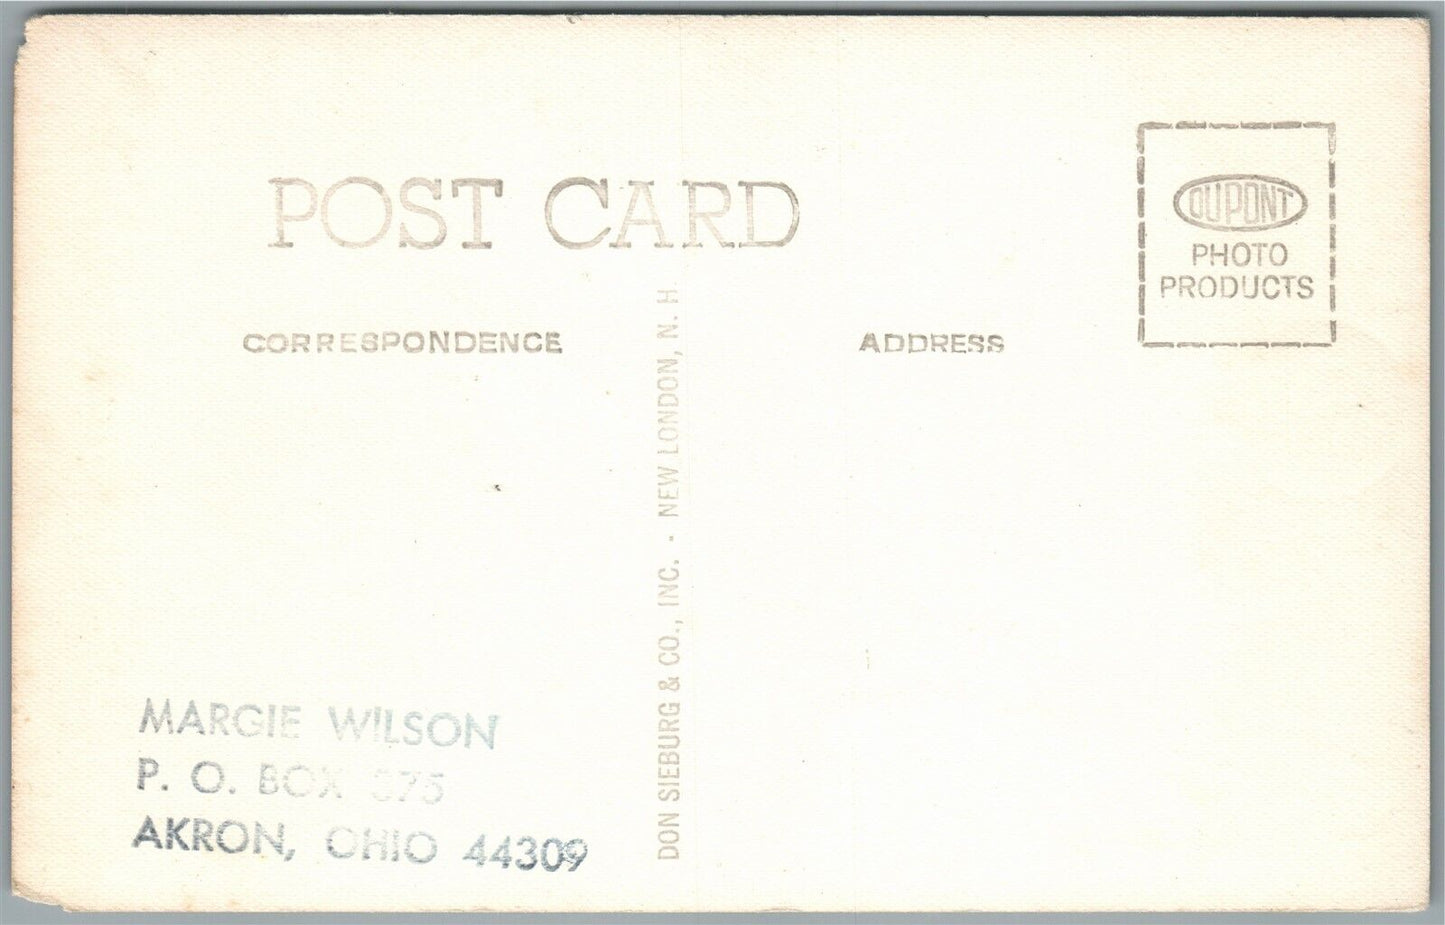 POST CARD
DUPONT
PHOTO
PRODUCTS
CORRESPONDENCE
ADDRESS
DON SIEBURG & CO., INC. - NEW LONDON, N. H.
MARGIE WILSON
P. O. BOX
AKRON, OHIO 44309